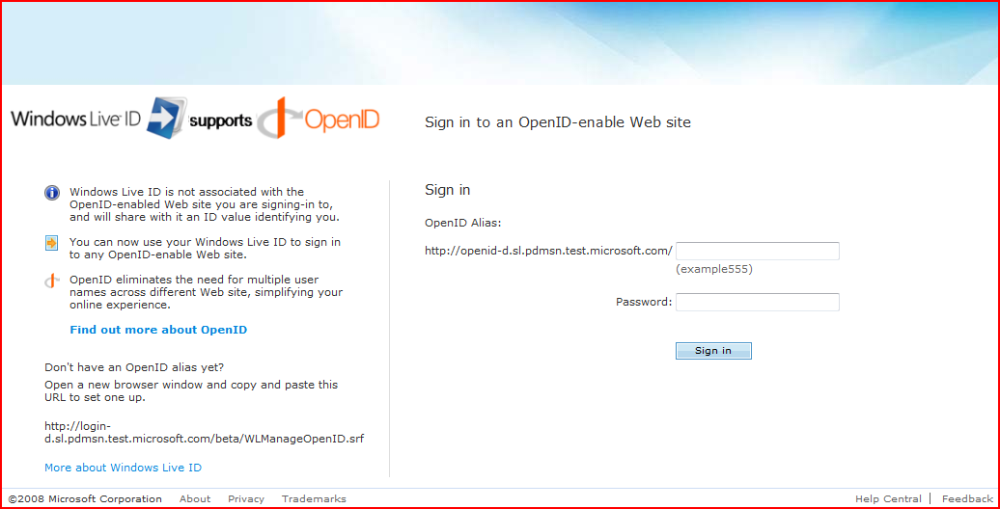 Windows Live ID supports OpenID
Sign in to an OpenID-enable Web site
Windows Live ID is not associated with the
OpenID-enabled Web site you are signing-in to,
and will share with it an ID value identifying you.
You can now use your Windows Live ID to sign in
to any OpenID-enable Web site.
OpenID eliminates the need for multiple user
names across different Web site, simplifying your
online experience.
Find out more about OpenID
Don't have an OpenID alias yet?
Open a new browser window and copy and paste this
URL to set one up.
http://login-
d.sl.pdmsn.test.microsoft.com/beta/WLManageOpenID.srf
More about Windows Live ID
Sign in
OpenID Alias:
http://openid-d.sl.pdmsn.test.microsoft.com/
(example555)
Password:
Sign in
©2008 Microsoft Corporation About Privacy Trademarks Help Central | Feedback